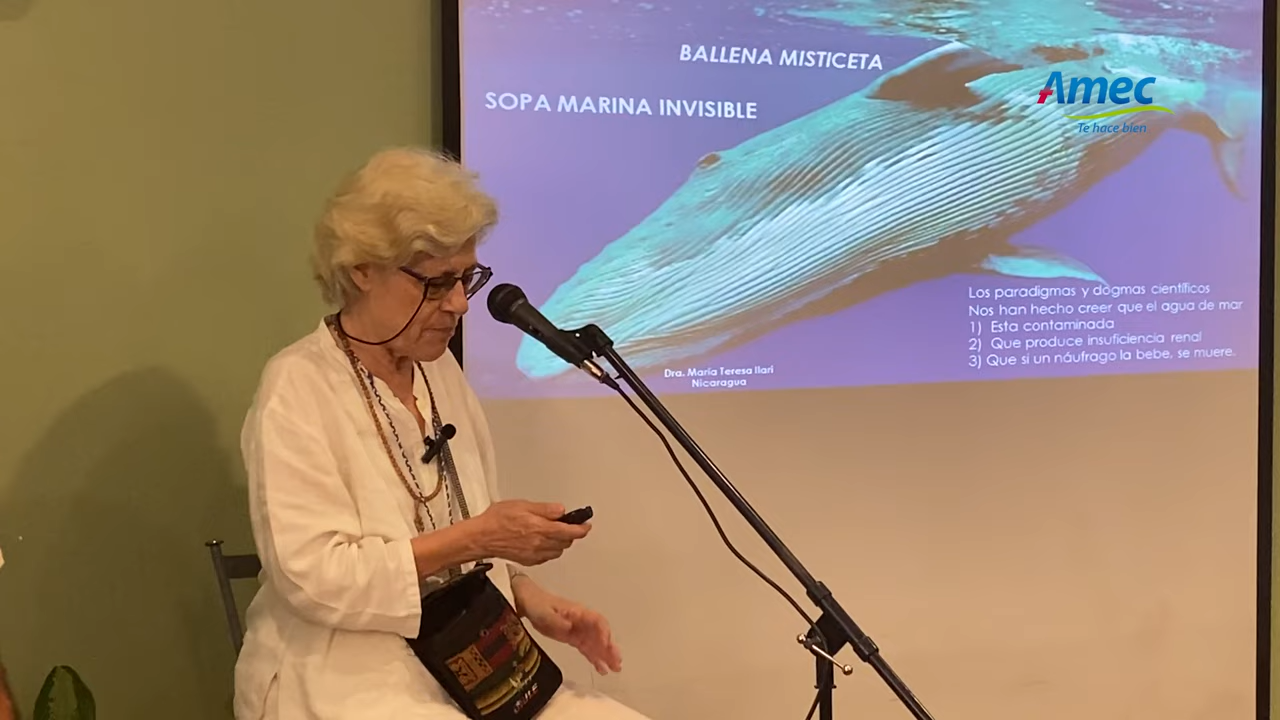 BALLENA MISTICETA
SOPA MARINA INVISIBLE
Amec
Te hace bien
Los paradigmas y dogmas científicos
Nos han hecho creer que el agua de mar
1) Esta contaminada
2) Que produce insuficiencia renal
3) Que si un náufrago la bebe, se muere.
Dra. María Teresa Ilari
Nicaragua